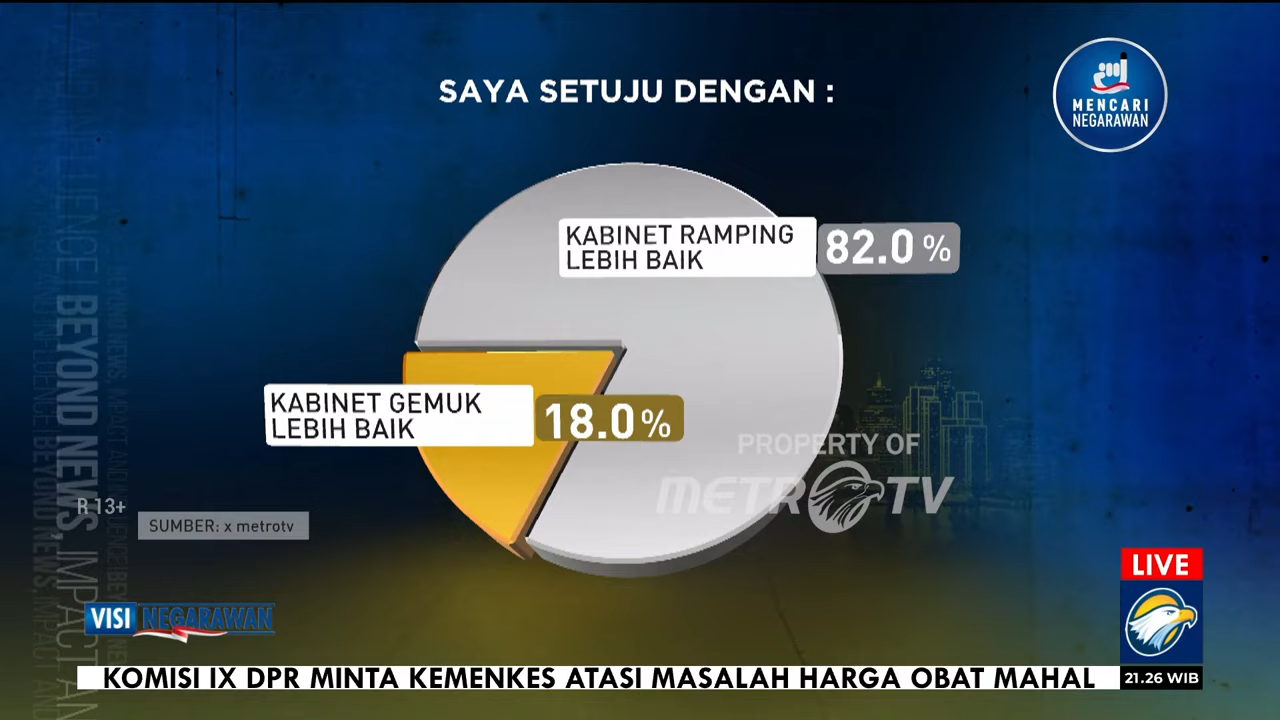 SAYA SETUJU DENGAN :
MENCARI
NEGARAWAN
KABINET RAMPING
LEBIH BAIK
82.0 %
KABINET GEMUK
LEBIH BAIK
18.0 %
PROPERTY OF
METRO TV
R 13+
SUMBER: x metrotv
BEYOND NEWS, IMPACT AN
LIVE
VISI NEGARAWAN
KOMISI IX DPR MINTA KEMENKES ATASI MASALAH HARGA OBAT MAHAL
21.26 WIB